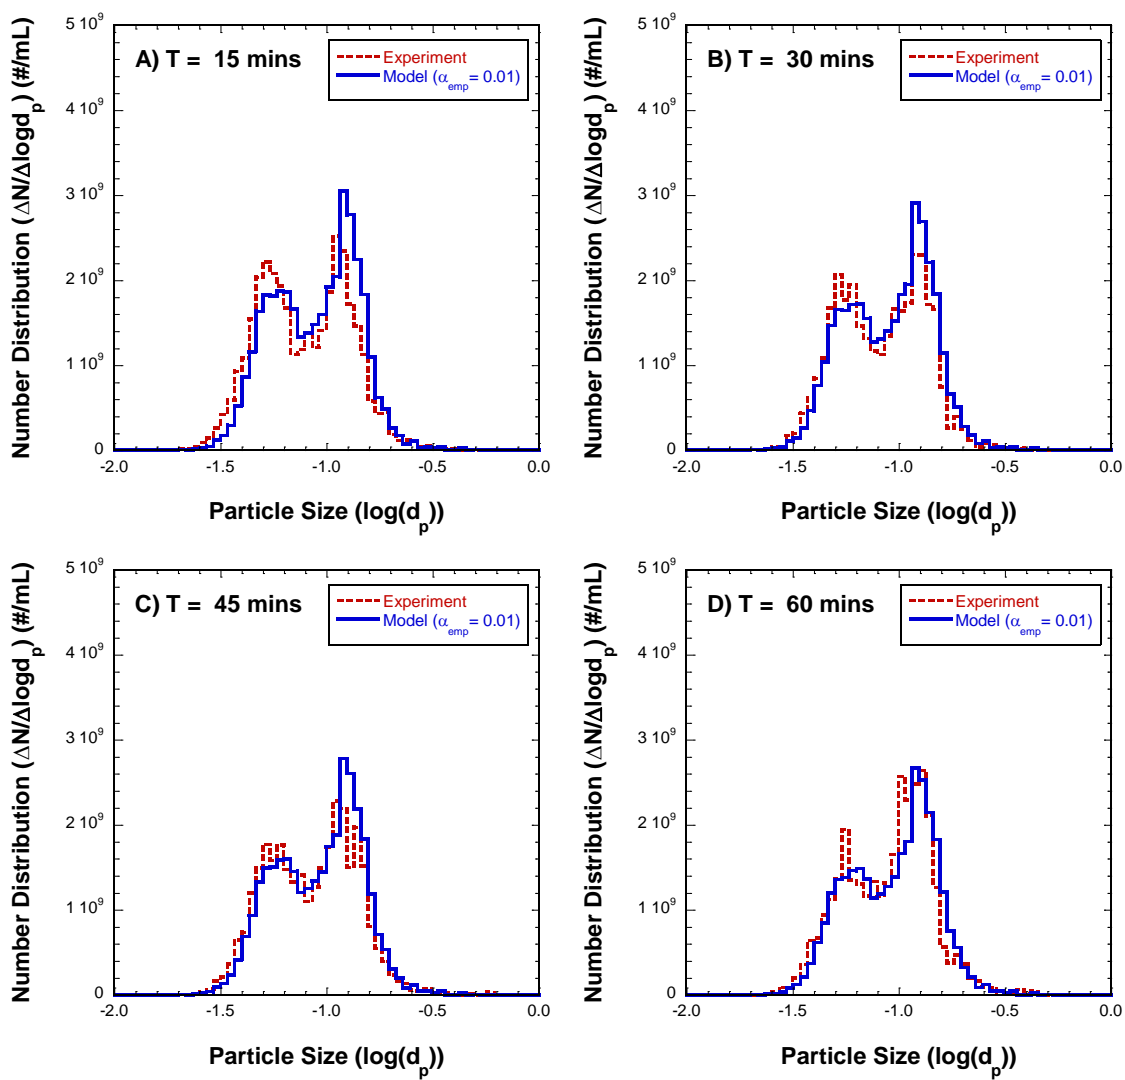 A) T = 15 mins
Experiment
Model (α_emp = 0.01)
5 10⁹
4 10⁹
3 10⁹
2 10⁹
1 10⁹
0
-2.0 -1.5 -1.0 -0.5 0.0
Number Distribution (ΔN/Δlogd_p) (#/mL)
Particle Size (log(d_p))
B) T = 30 mins
Experiment
Model (α_emp = 0.01)
5 10⁹
4 10⁹
3 10⁹
2 10⁹
1 10⁹
0
-2.0 -1.5 -1.0 -0.5 0.0
Number Distribution (ΔN/Δlogd_p) (#/mL)
Particle Size (log(d_p))
C) T = 45 mins
Experiment
Model (α_emp = 0.01)
5 10⁹
4 10⁹
3 10⁹
2 10⁹
1 10⁹
0
-2.0 -1.5 -1.0 -0.5 0.0
Number Distribution (ΔN/Δlogd_p) (#/mL)
Particle Size (log(d_p))
D) T = 60 mins
Experiment
Model (α_emp = 0.01)
5 10⁹
4 10⁹
3 10⁹
2 10⁹
1 10⁹
0
-2.0 -1.5 -1.0 -0.5 0.0
Number Distribution (ΔN/Δlogd_p) (#/mL)
Particle Size (log(d_p))